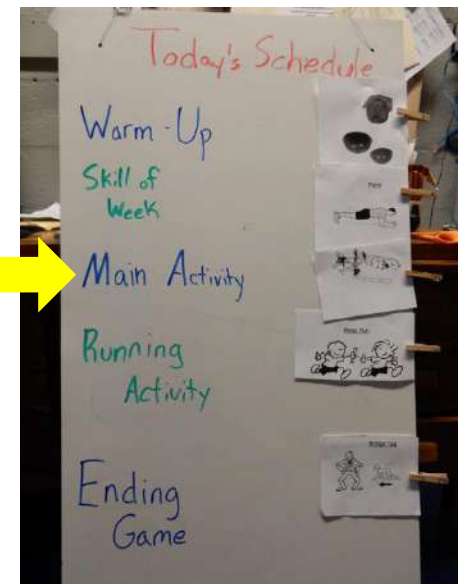 Today's Schedule
Warm-Up
Skill of
Week
Main Activity
Running
Activity
Ending
Game